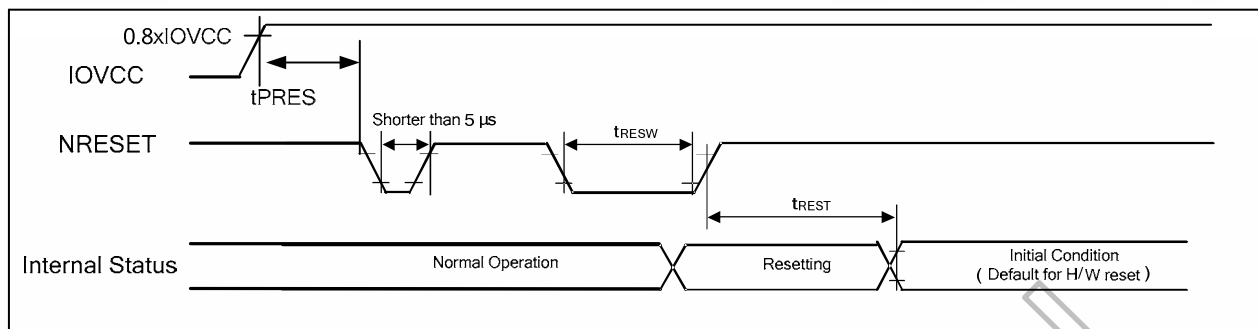 0.8xIOVCC
IOVCC
tPRES
Shorter than 5 µs
tRESW
NRESET
tREST
Internal Status
Normal Operation
Resetting
Initial Condition
( Default for H/W reset )